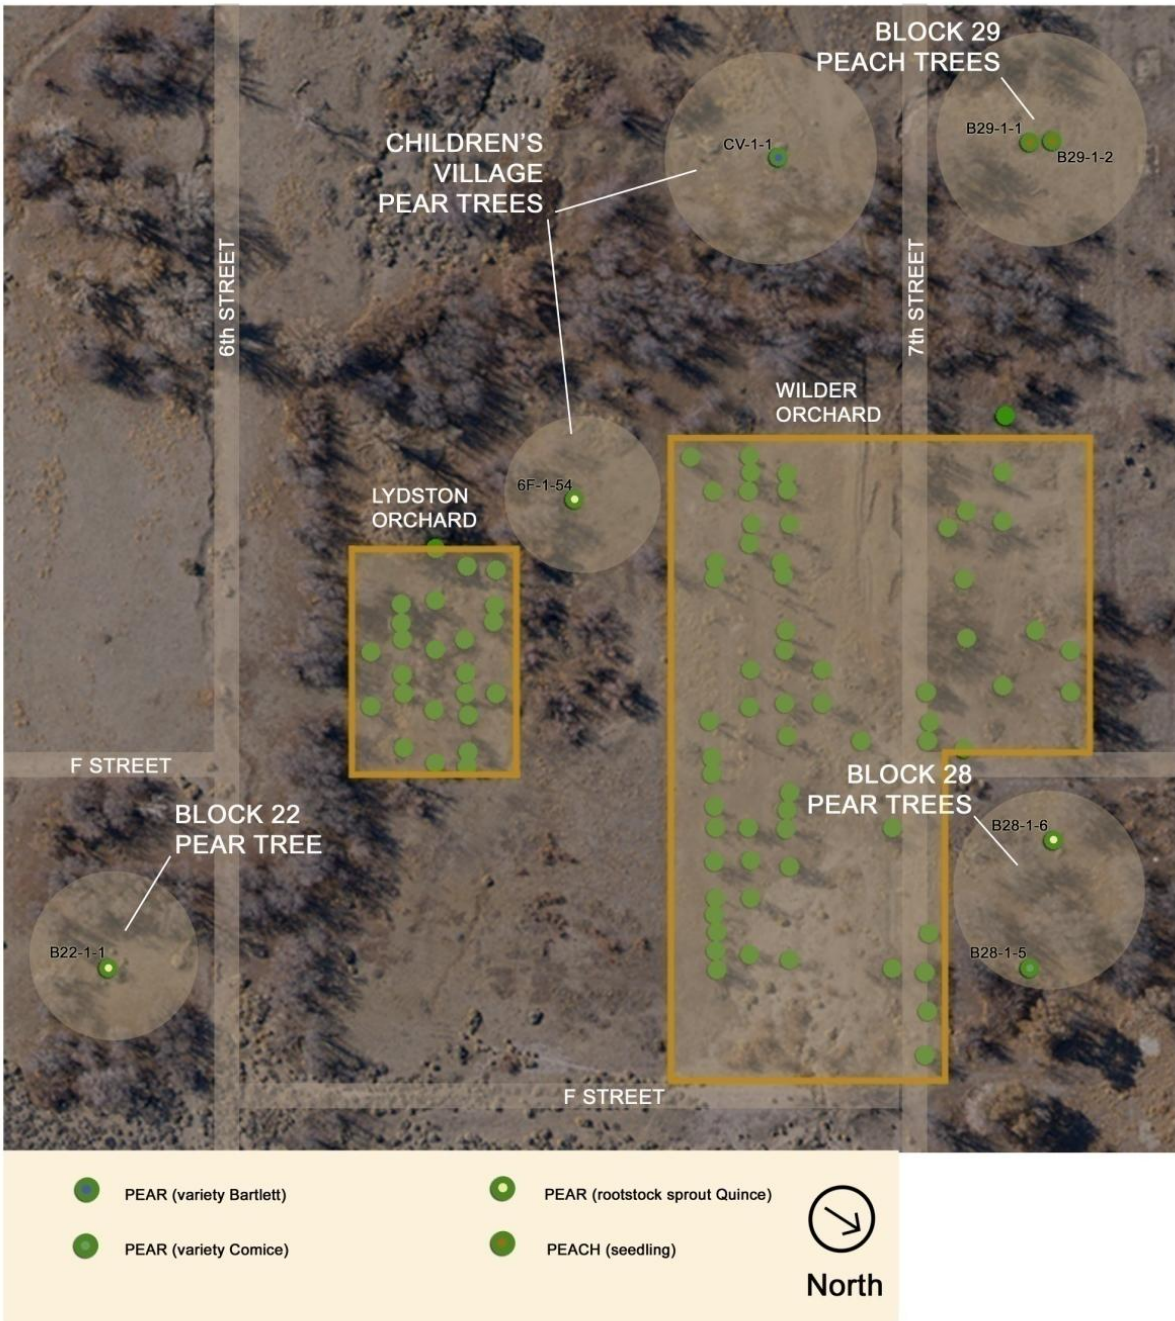 BLOCK 29
PEACH TREES
B29-1-1
B29-1-2
CHILDREN'S
VILLAGE
PEAR TREES
CV-1-1
6th STREET
7th STREET
WILDER
ORCHARD
6F-1-54
LYDSTON
ORCHARD
F STREET
BLOCK 28
PEAR TREES
B28-1-6
BLOCK 22
PEAR TREE
B22-1-1
B28-1-5
F STREET
PEAR (variety Bartlett)
PEAR (rootstock sprout Quince)
PEAR (variety Comice)
PEACH (seedling)
North